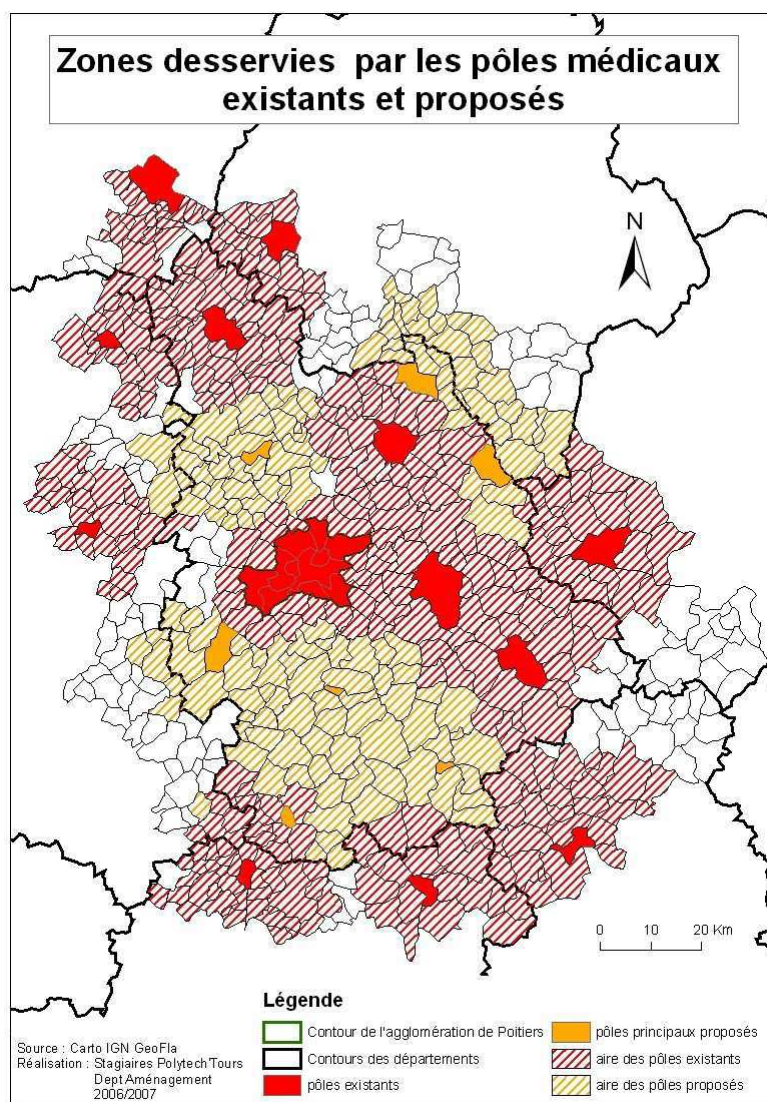 Zones desservies par les pôles médicaux
existants et proposés
N
0 10 20 Km
Légende
Contour de l'agglomération de Poitiers
Contours des départements
pôles existants
pôles principaux proposés
aire des pôles existants
aire des pôles proposés
Source : Carto IGN GeoFla
Réalisation : Stagiaires Polytech'Tours
Dept Aménagement
2006/2007